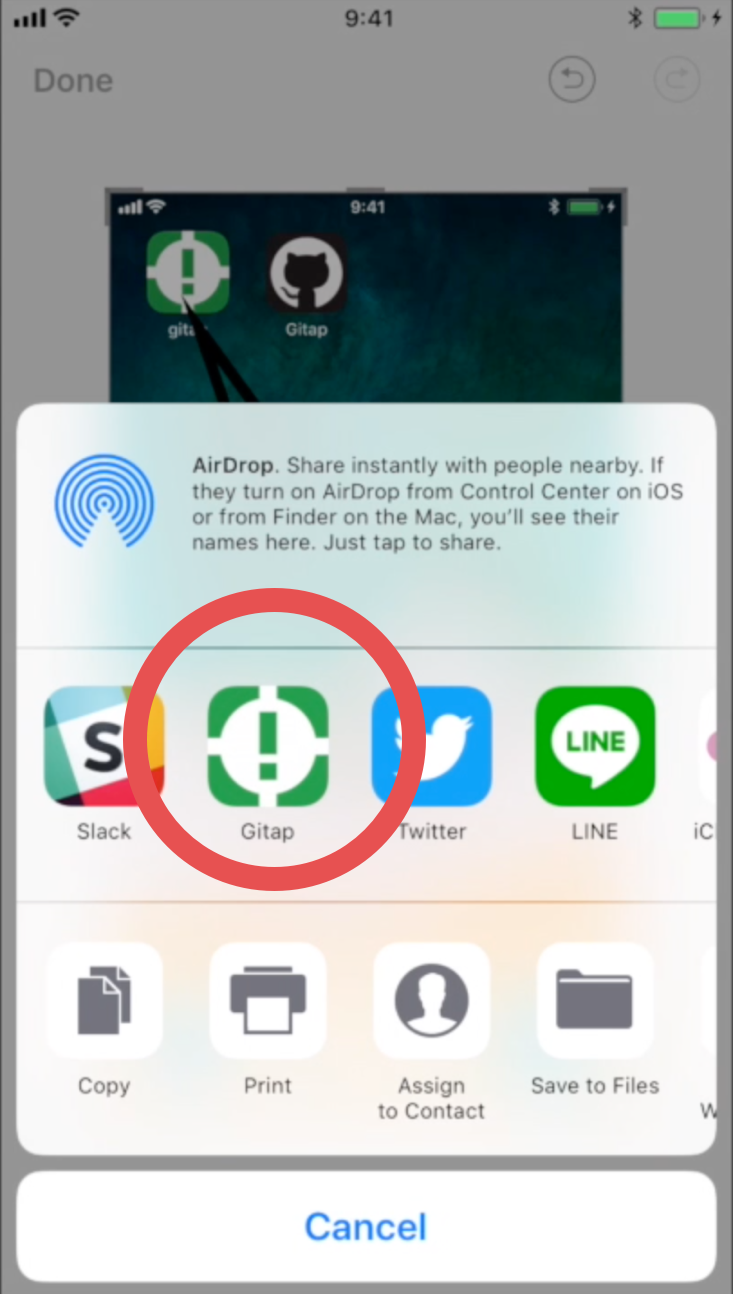 9:41
Done
9:41
Gitap
AirDrop. Share instantly with people nearby. If
they turn on AirDrop from Control Center on iOS
or from Finder on the Mac, you’ll see their
names here. Just tap to share.
S
LINE
Slack
Gitap
Twitter
LINE
Copy
Print
Assign
to Contact
Save to Files
Cancel